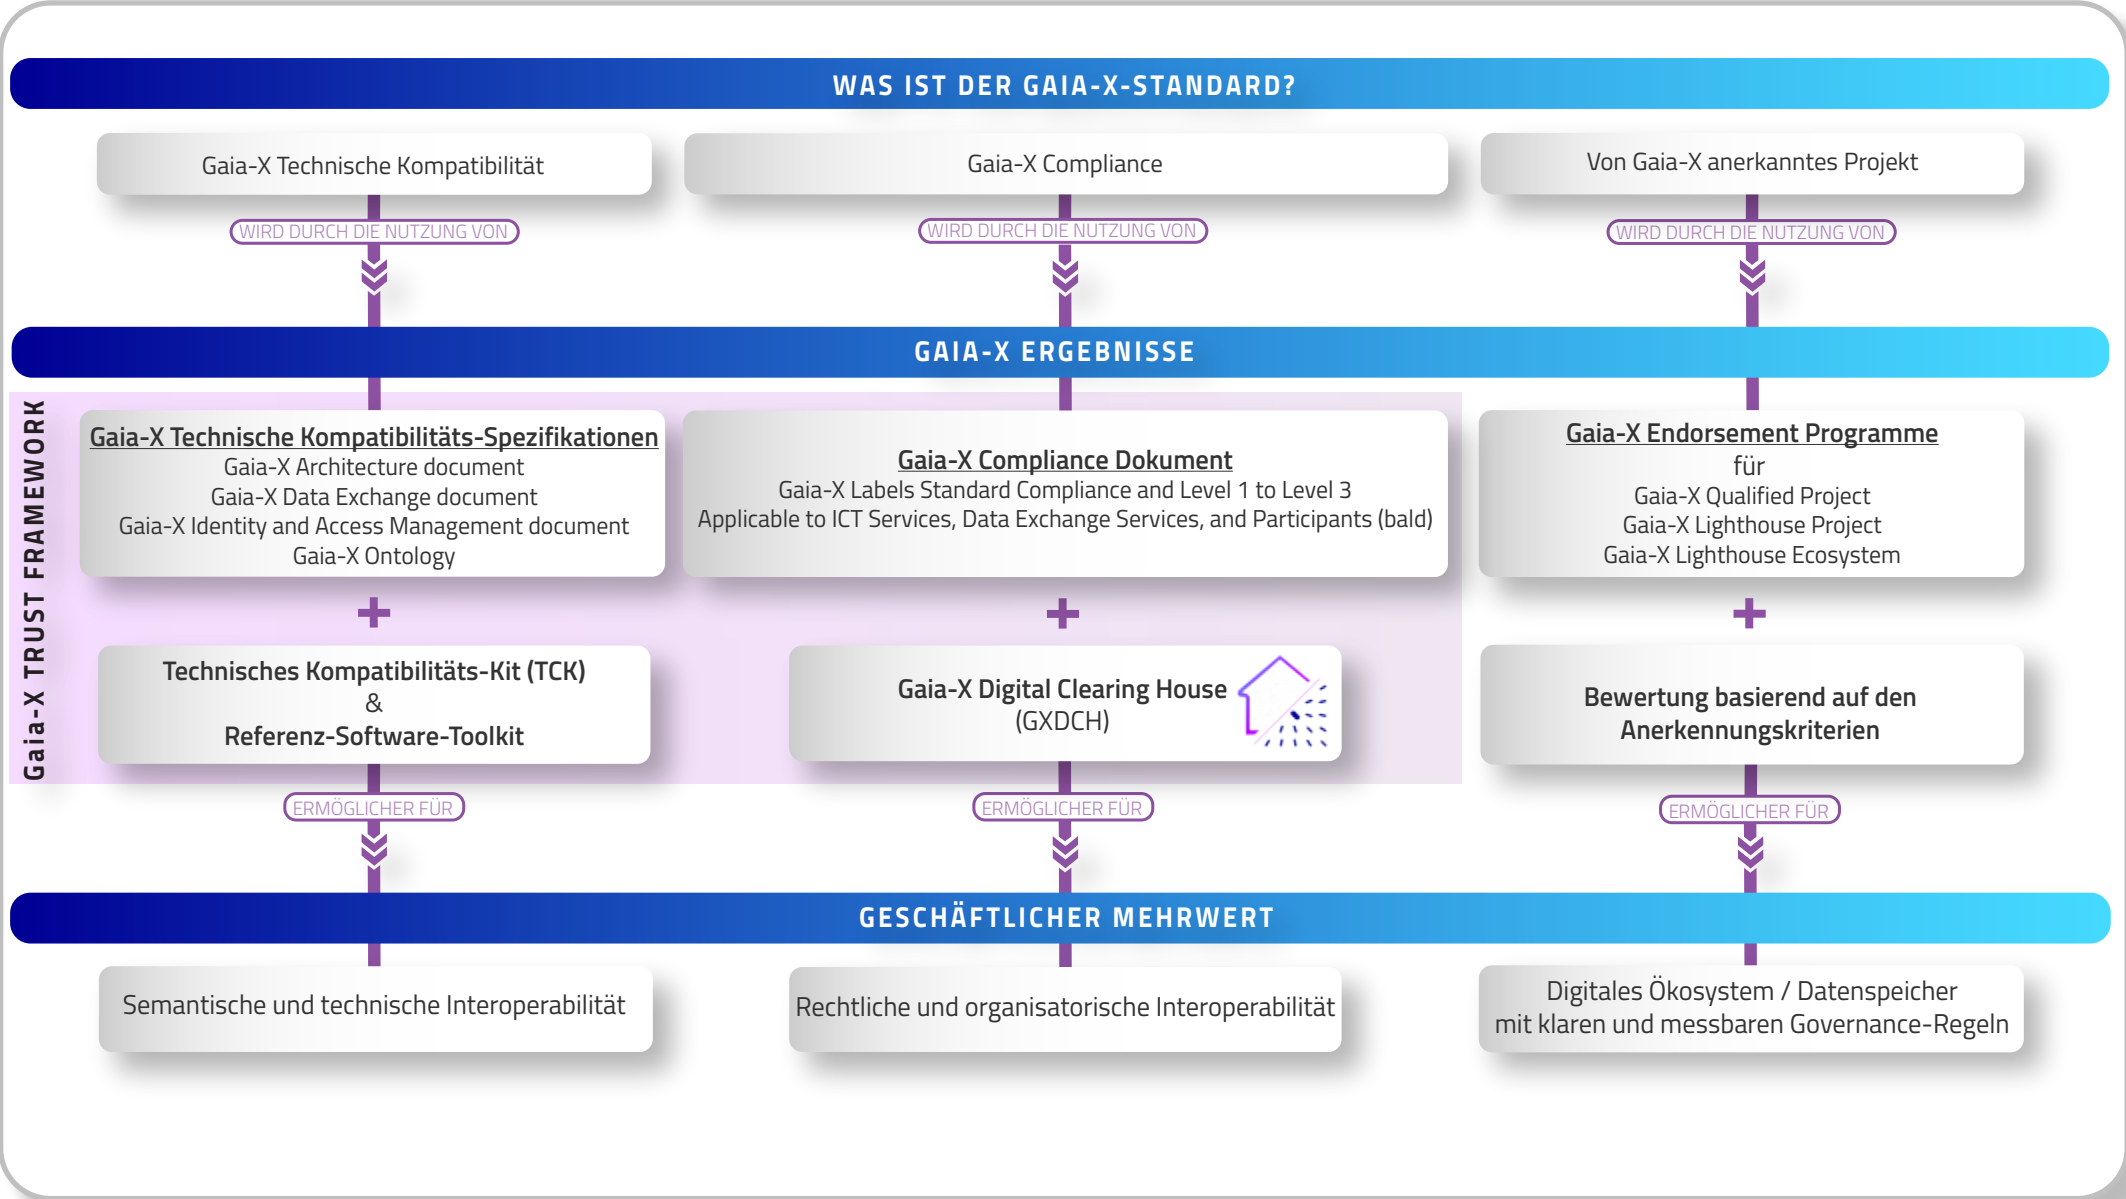 WAS IST DER GAIA-X-STANDARD?
Gaia-X Technische Kompatibilität
Gaia-X Compliance
Von Gaia-X anerkanntes Projekt
WIRD DURCH DIE NUTZUNG VON
WIRD DURCH DIE NUTZUNG VON
WIRD DURCH DIE NUTZUNG VON
GAIA-X ERGEBNISSE
Gaia-X TRUST FRAMEWORK
Gaia-X Technische Kompatibilitäts-Spezifikationen
Gaia-X Architecture document
Gaia-X Data Exchange document
Gaia-X Identity and Access Management document
Gaia-X Ontology
Gaia-X Compliance Dokument
Gaia-X Labels Standard Compliance and Level 1 to Level 3
Applicable to ICT Services, Data Exchange Services, and Participants (bald)
Gaia-X Endorsement Programme
für
Gaia-X Qualified Project
Gaia-X Lighthouse Project
Gaia-X Lighthouse Ecosystem
Technisches Kompatibilitäts-Kit (TCK)
&
Referenz-Software-Toolkit
Gaia-X Digital Clearing House
(GXDCH)
Bewertung basierend auf den
Anerkennungskriterien
ERMÖGLICHER FÜR
ERMÖGLICHER FÜR
ERMÖGLICHER FÜR
GESCHÄFTLICHER MEHRWERT
Semantische und technische Interoperabilität
Rechtliche und organisatorische Interoperabilität
Digitales Ökosystem / Datenspeicher
mit klaren und messbaren Governance-Regeln